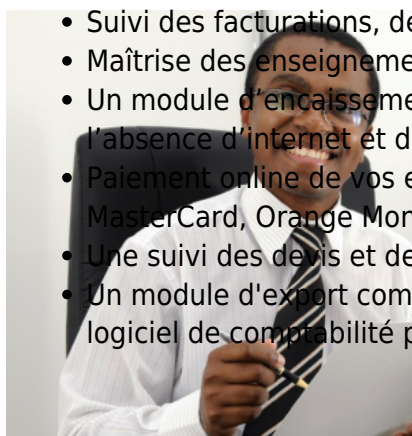 Suivi des facturations, de
Maîtrise des enseigneme
Un module d'encaisseme
l'absence d'internet et d
Paiement online de vos e
MasterCard, Orange Mon
Une suivi des devis et de
Un module d'export com
logiciel de comptabilité p